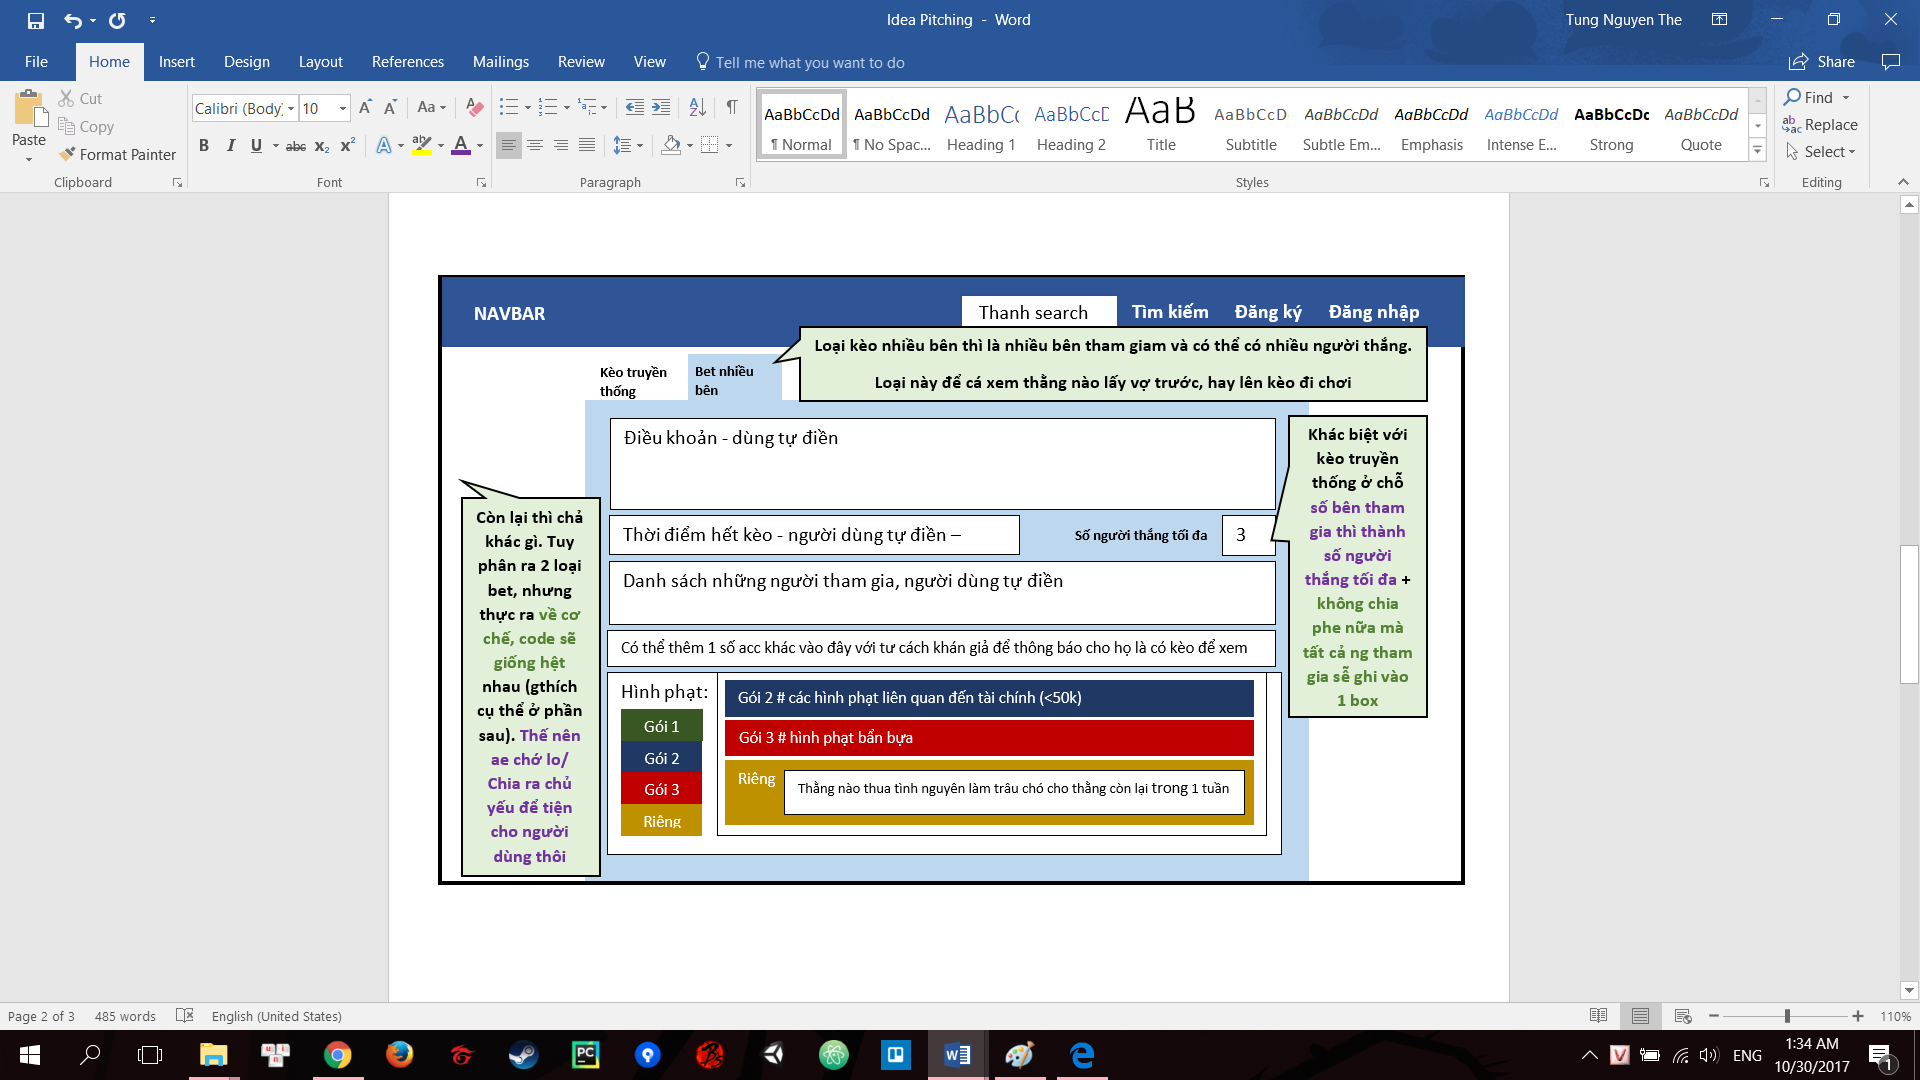 Idea Pitching - Word
Tung Nguyen The
File Home Insert Design Layout References Mailings Review View Tell me what you want to do Share
Paste
Cut
Copy
Format Painter
Clipboard
Calibri (Body) 10
Font
Paragraph
AaBbCcDd AaBbCcDd AaBbCc AaBbCcD AaB AaBbCcD AaBbCcDd AaBbCcDd AaBbCcDd AaBbCcDc AaBbCcDd
¶ Normal ¶ No Spac... Heading 1 Heading 2 Title Subtitle Subtle Em... Emphasis Intense E... Strong Quote
Styles
Find
Replace
Select
Editing
NAVBAR
Thanh search
Tìm kiếm Đăng ký Đăng nhập
Loại kèo nhiều bên thì là nhiều bên tham giam và có thể có nhiều người thắng.
Loại này để cá xem thằng nào lấy vợ trước, hay lên kèo đi chơi
Kèo truyền
thống
Bet nhiều
bên
Điều khoản - dùng tự điền
Thời điểm hết kèo - người dùng tự điền –
Số người thắng tối đa
3
Danh sách những người tham gia, người dùng tự điền
Có thể thêm 1 số acc khác vào đây với tư cách khán giả để thông báo cho họ là có kèo để xem
Hình phạt:
Gói 1
Gói 2
Gói 3
Riêng
Gói 2 # các hình phạt liên quan đến tài chính (<50k)
Gói 3 # hình phạt bẩn bựa
Riêng
Thằng nào thua tình nguyện làm trâu chó cho thằng còn lại trong 1 tuần
Còn lại thì chả
khác gì. Tuy
phân ra 2 loại
bet, nhưng
thực ra về cơ
chế, code sẽ
giống hệt
nhau (gthích
cụ thể ở phần
sau). Thế nên
ae chớ lo/
Chia ra chủ
yếu để tiện
cho người
dùng thôi
Khác biệt với
kèo truyền
thống ở chỗ
số bên tham
gia thì thành
số người
thắng tối đa +
không chia
phe nữa mà
tất cả ng tham
gia sẽ ghi vào
1 box
Page 2 of 3 485 words English (United States) 110%
ENG
1:34 AM
10/30/2017
1